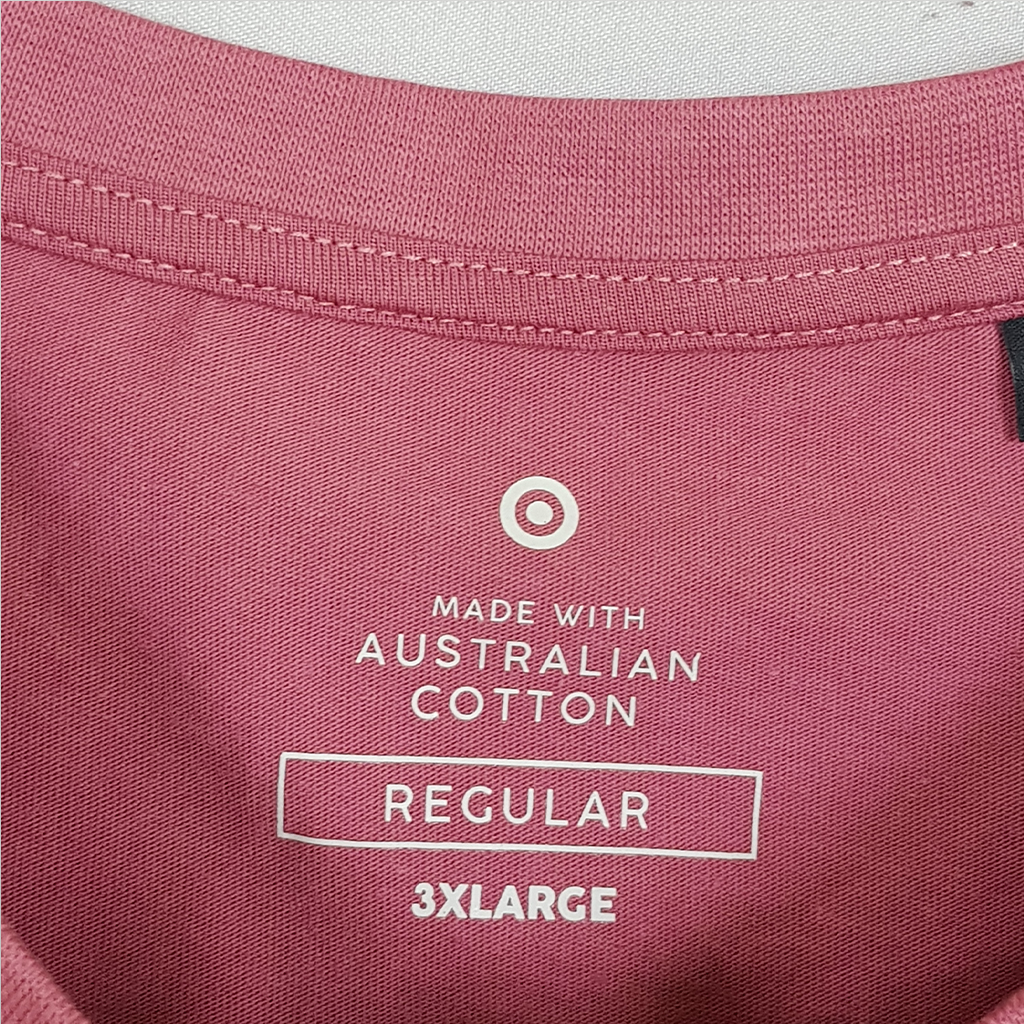 MADE WITH
AUSTRALIAN
COTTON
REGULAR
3XLARGE